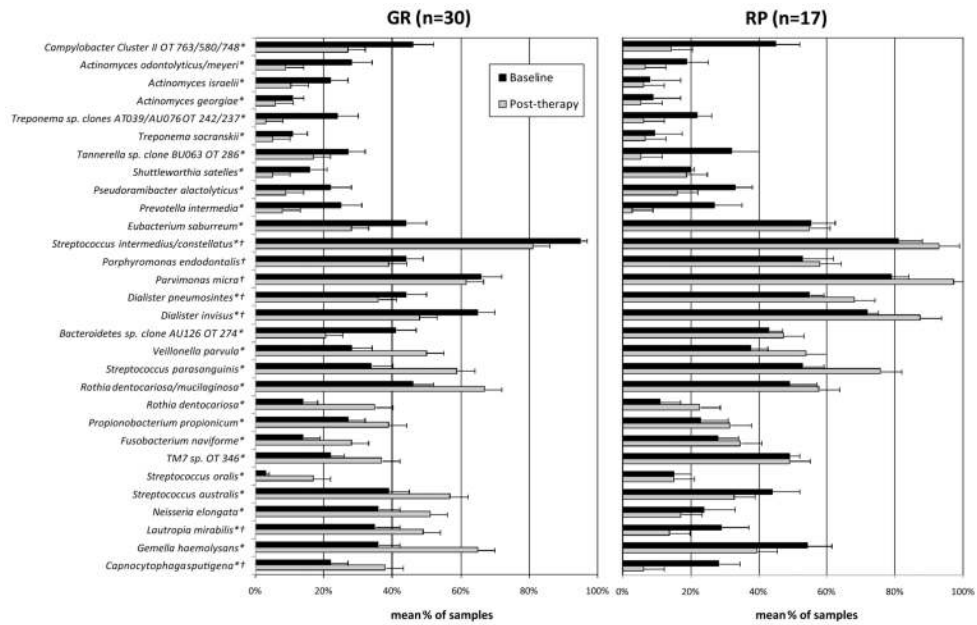 GR (n=30)
RP (n=17)
Campylobacter Cluster II OT 763/580/748*
Actinomyces odontolyticus/meyeri*
Actinomyces israelii*
Actinomyces georgiae*
Treponema sp. clones AT039/AU076OT 242/237*
Treponema socranskii*
Tannerella sp. clone BU063 OT 286*
Shuttleworthia satelles*
Pseudoramibacter alactolyticus*
Prevotella intermedia*
Eubacterium saburreum*
Streptococcus intermedius/constellatus*†
Porphyromonas endodontalis†
Parvimonas micra†
Dialister pneumosintes*†
Dialister invisus*†
Bacteroidetes sp. clone AU126 OT 274*
Veillonella parvula*
Streptococcus parasanguinis*
Rothia dentocariosa/mucilaginosa*
Rothia dentocariosa*
Propionobacterium propionicum*
Fusobacterium naviforme*
TM7 sp. OT 346*
Streptococcus oralis*
Streptococcus australis*
Neisseria elongata*
Lautropia mirabilis*†
Gemella haemolysans*
Capnocytophagasputigena*†
Baseline
Post-therapy
0% 20% 40% 60% 80% 100%
0% 20% 40% 60% 80% 100%
mean % of samples
mean % of samples